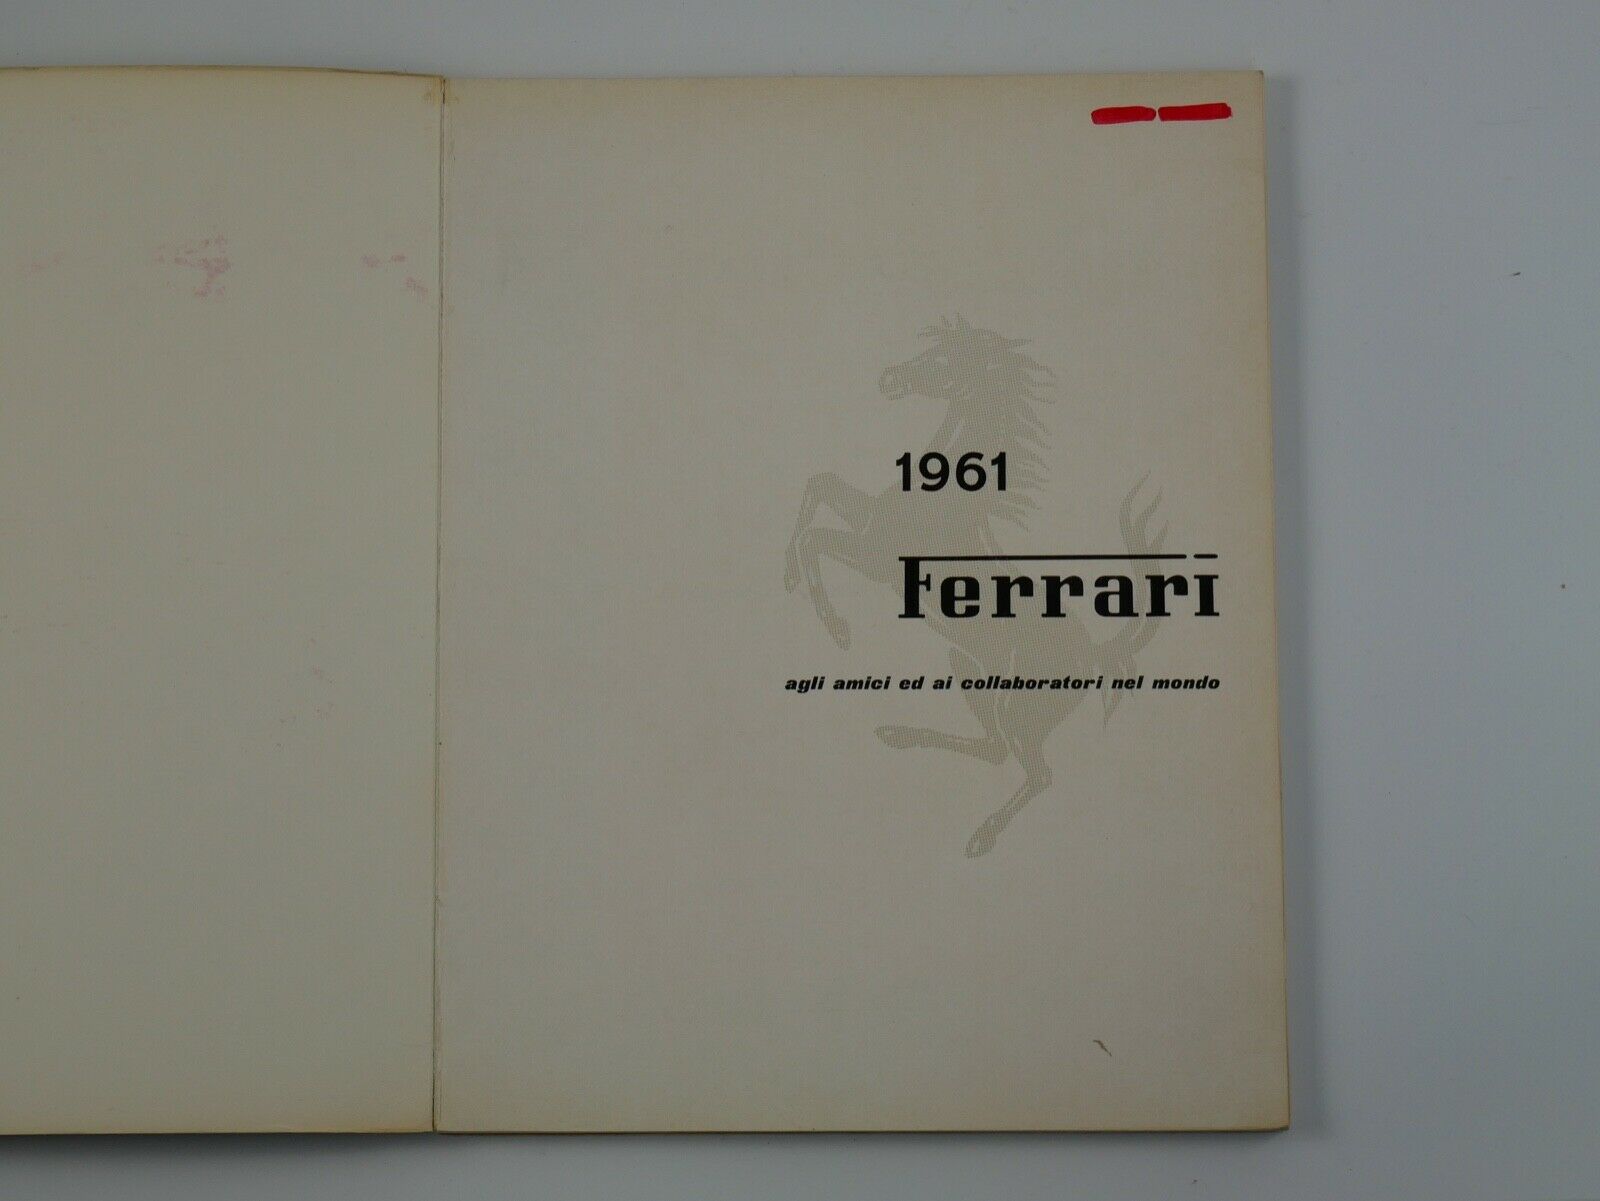 1961
Ferrari
agli amici ed ai collaboratori nel mondo